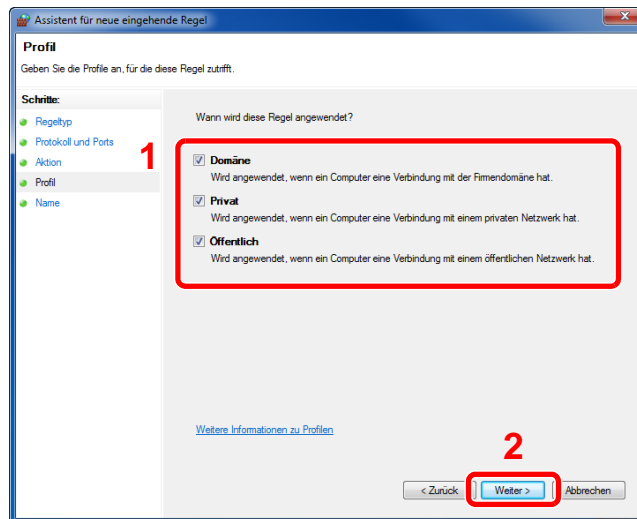 Assistent für neue eingehende Regel
Profil
Geben Sie die Profile an, für die diese Regel zutrifft.
Schritte:
Regeltyp
Protokoll und Ports
Aktion
Profil
Name
1
Wann wird diese Regel angewendet?
Domäne
Wird angewendet, wenn ein Computer eine Verbindung mit der Firmendomäne hat.
Privat
Wird angewendet, wenn ein Computer eine Verbindung mit einem privaten Netzwerk hat.
Öffentlich
Wird angewendet, wenn ein Computer eine Verbindung mit einem öffentlichen Netzwerk hat.
Weitere Informationen zu Profilen
2
< Zurück Weiter > Abbrechen